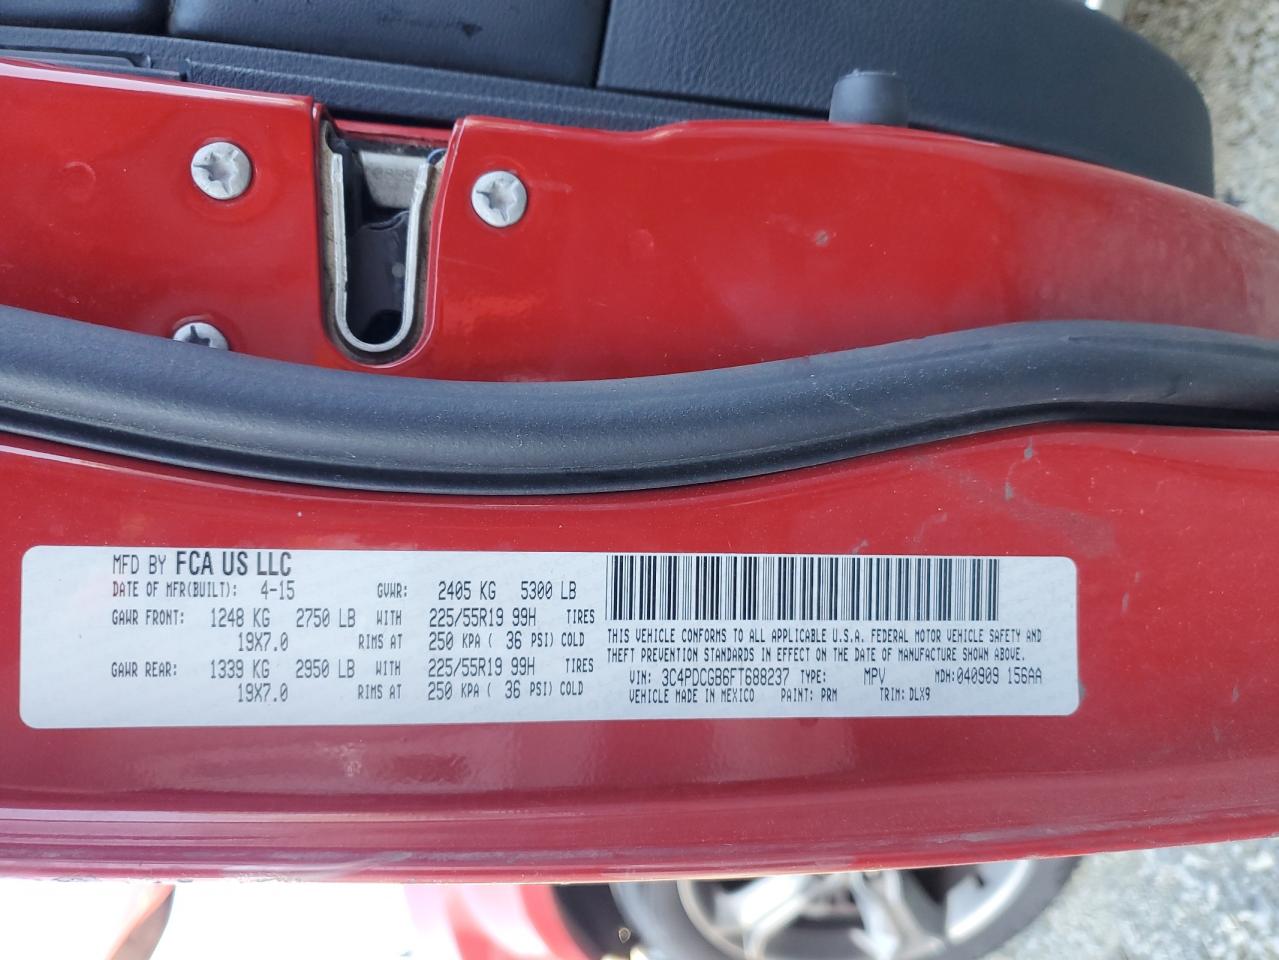 MFD BY FCA US LLC
DATE OF MFR(BUILT): 4-15 GVWR: 2405 KG 5300 LB
GAWR FRONT: 1248 KG 2750 LB WITH 225/55R19 99H TIRES
19X7.0 RIMS AT 250 KPA ( 36 PSI) COLD
GAWR REAR: 1339 KG 2950 LB WITH 225/55R19 99H TIRES
19X7.0 RIMS AT 250 KPA ( 36 PSI) COLD
THIS VEHICLE CONFORMS TO ALL APPLICABLE U.S.A. FEDERAL MOTOR VEHICLE SAFETY AND
THEFT PREVENTION STANDARDS IN EFFECT ON THE DATE OF MANUFACTURE SHOWN ABOVE.
VIN: 3C4PDCGB6FT688237 TYPE: MPV MDH: 040909 156AA
VEHICLE MADE IN MEXICO PAINT: PRM TRIM: DLX9